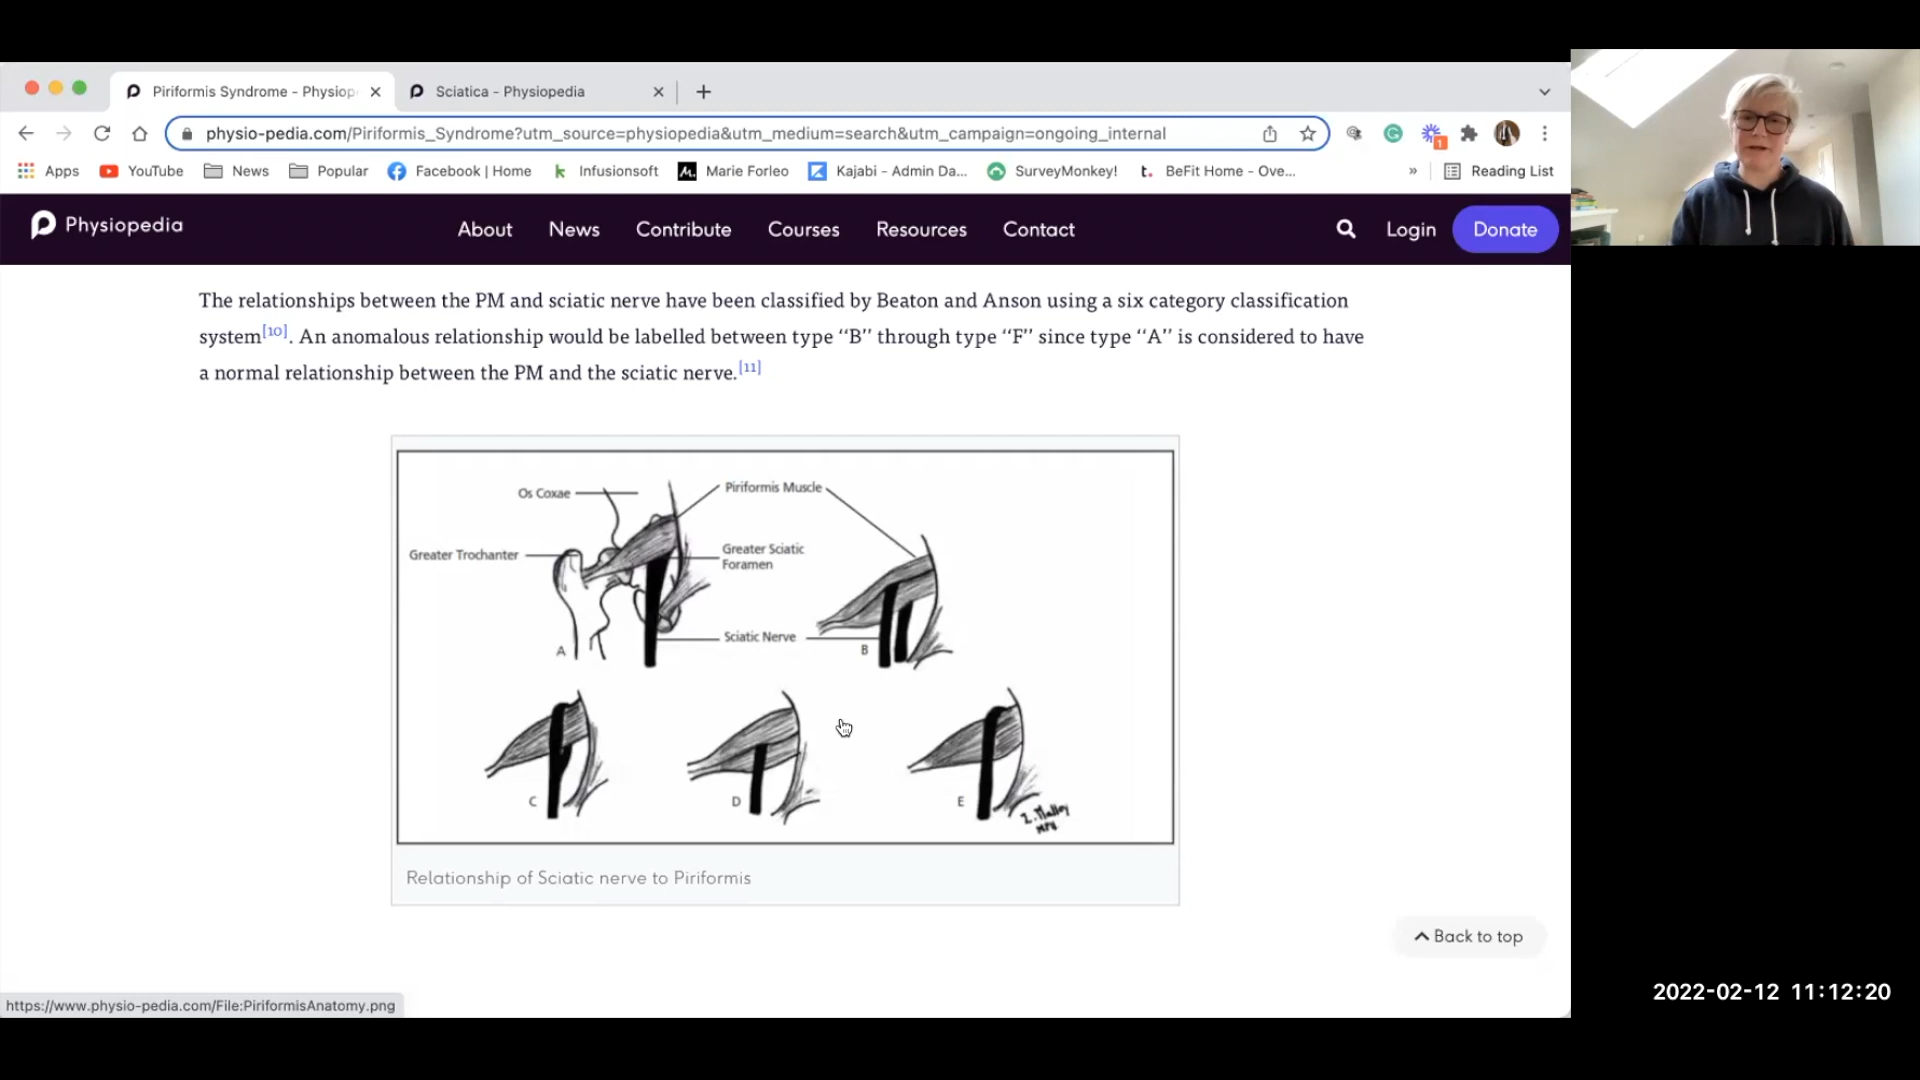 Piriformis Syndrome - Physiop
Sciatica - Physiopedia
physio-pedia.com/Piriformis_Syndrome?utm_source=physiopedia&utm_medium=search&utm_campaign=ongoing_internal
1
Apps
YouTube
News
Popular
Facebook | Home
Infusionsoft
Marie Forleo
Kajabi - Admin Da...
SurveyMonkey!
BeFit Home - Ove...
»
Reading List
Physiopedia
About
News
Contribute
Courses
Resources
Contact
Login
Donate
The relationships between the PM and sciatic nerve have been classified by Beaton and Anson using a six category classification
system[10]. An anomalous relationship would be labelled between type “B” through type “F” since type “A” is considered to have
a normal relationship between the PM and the sciatic nerve.[11]
Os Coxae
Piriformis Muscle
Greater Trochanter
Greater Sciatic
Foramen
Sciatic Nerve
A
B
C
D
E
Relationship of Sciatic nerve to Piriformis
Back to top
https://www.physio-pedia.com/File:PiriformisAnatomy.png
2022-02-12 11:12:20